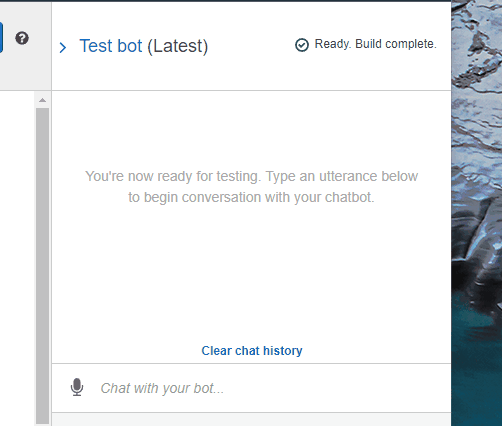 Test bot (Latest)
Ready. Build complete.
You're now ready for testing. Type an utterance below
to begin conversation with your chatbot.
Clear chat history
Chat with your bot...